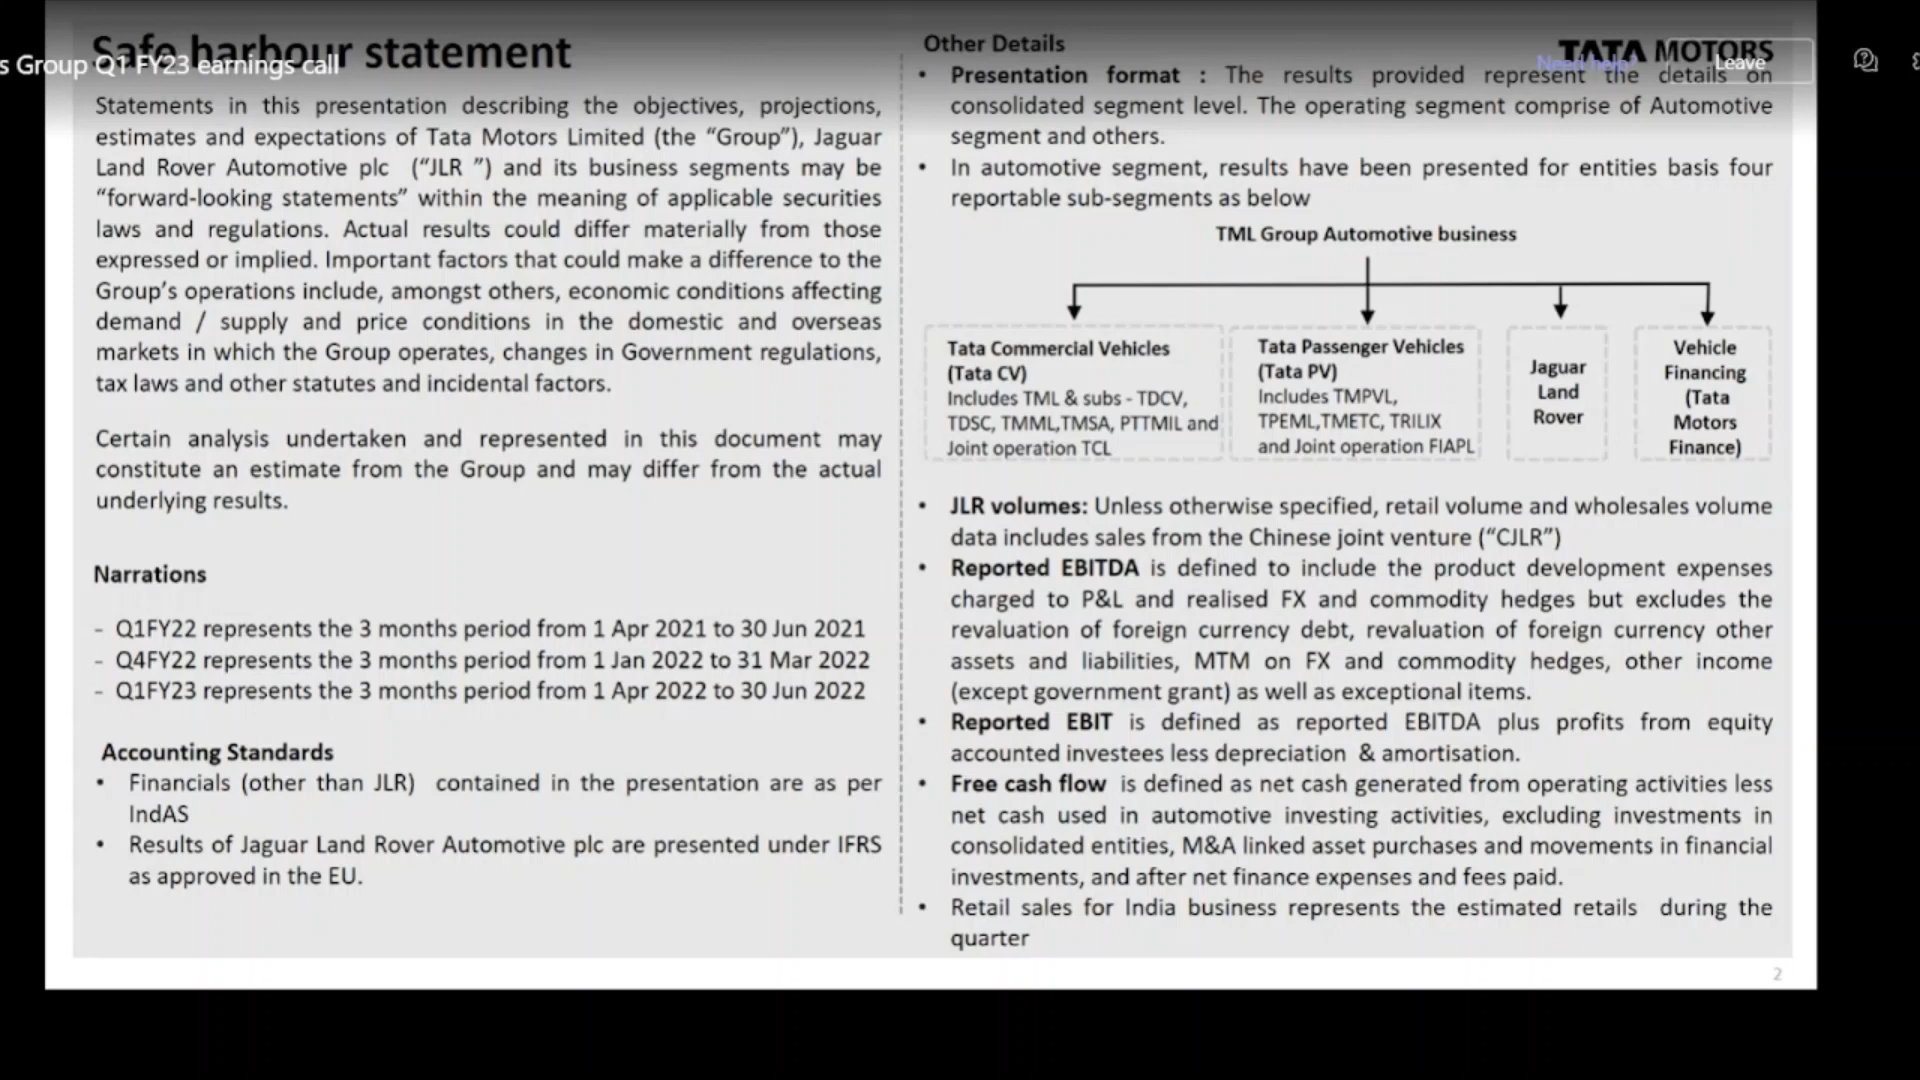 Safe harbour statement
s Group Q1 FY23 earnings call
Statements in this presentation describing the objectives, projections,
estimates and expectations of Tata Motors Limited (the “Group”), Jaguar
Land Rover Automotive plc (“JLR ”) and its business segments may be
“forward-looking statements” within the meaning of applicable securities
laws and regulations. Actual results could differ materially from those
expressed or implied. Important factors that could make a difference to the
Group’s operations include, amongst others, economic conditions affecting
demand / supply and price conditions in the domestic and overseas
markets in which the Group operates, changes in Government regulations,
tax laws and other statutes and incidental factors.
Certain analysis undertaken and represented in this document may
constitute an estimate from the Group and may differ from the actual
underlying results.
Narrations
- Q1FY22 represents the 3 months period from 1 Apr 2021 to 30 Jun 2021
- Q4FY22 represents the 3 months period from 1 Jan 2022 to 31 Mar 2022
- Q1FY23 represents the 3 months period from 1 Apr 2022 to 30 Jun 2022
Accounting Standards
• Financials (other than JLR) contained in the presentation are as per
IndAS
• Results of Jaguar Land Rover Automotive plc are presented under IFRS
as approved in the EU.
Other Details
TATA MOTORS
Need help?
Leave
• Presentation format : The results provided represent the details on
consolidated segment level. The operating segment comprise of Automotive
segment and others.
• In automotive segment, results have been presented for entities basis four
reportable sub-segments as below
TML Group Automotive business
Tata Commercial Vehicles
(Tata CV)
Includes TML & subs - TDCV,
TDSC, TMML,TMSA, PTTMIL and
Joint operation TCL
Tata Passenger Vehicles
(Tata PV)
Includes TMPVL,
TPEML,TMETC, TRILIX
and Joint operation FIAPL
Jaguar
Land
Rover
Vehicle
Financing
(Tata
Motors
Finance)
• JLR volumes: Unless otherwise specified, retail volume and wholesales volume
data includes sales from the Chinese joint venture (“CJLR”)
• Reported EBITDA is defined to include the product development expenses
charged to P&L and realised FX and commodity hedges but excludes the
revaluation of foreign currency debt, revaluation of foreign currency other
assets and liabilities, MTM on FX and commodity hedges, other income
(except government grant) as well as exceptional items.
• Reported EBIT is defined as reported EBITDA plus profits from equity
accounted investees less depreciation & amortisation.
• Free cash flow is defined as net cash generated from operating activities less
net cash used in automotive investing activities, excluding investments in
consolidated entities, M&A linked asset purchases and movements in financial
investments, and after net finance expenses and fees paid.
• Retail sales for India business represents the estimated retails during the
quarter
2